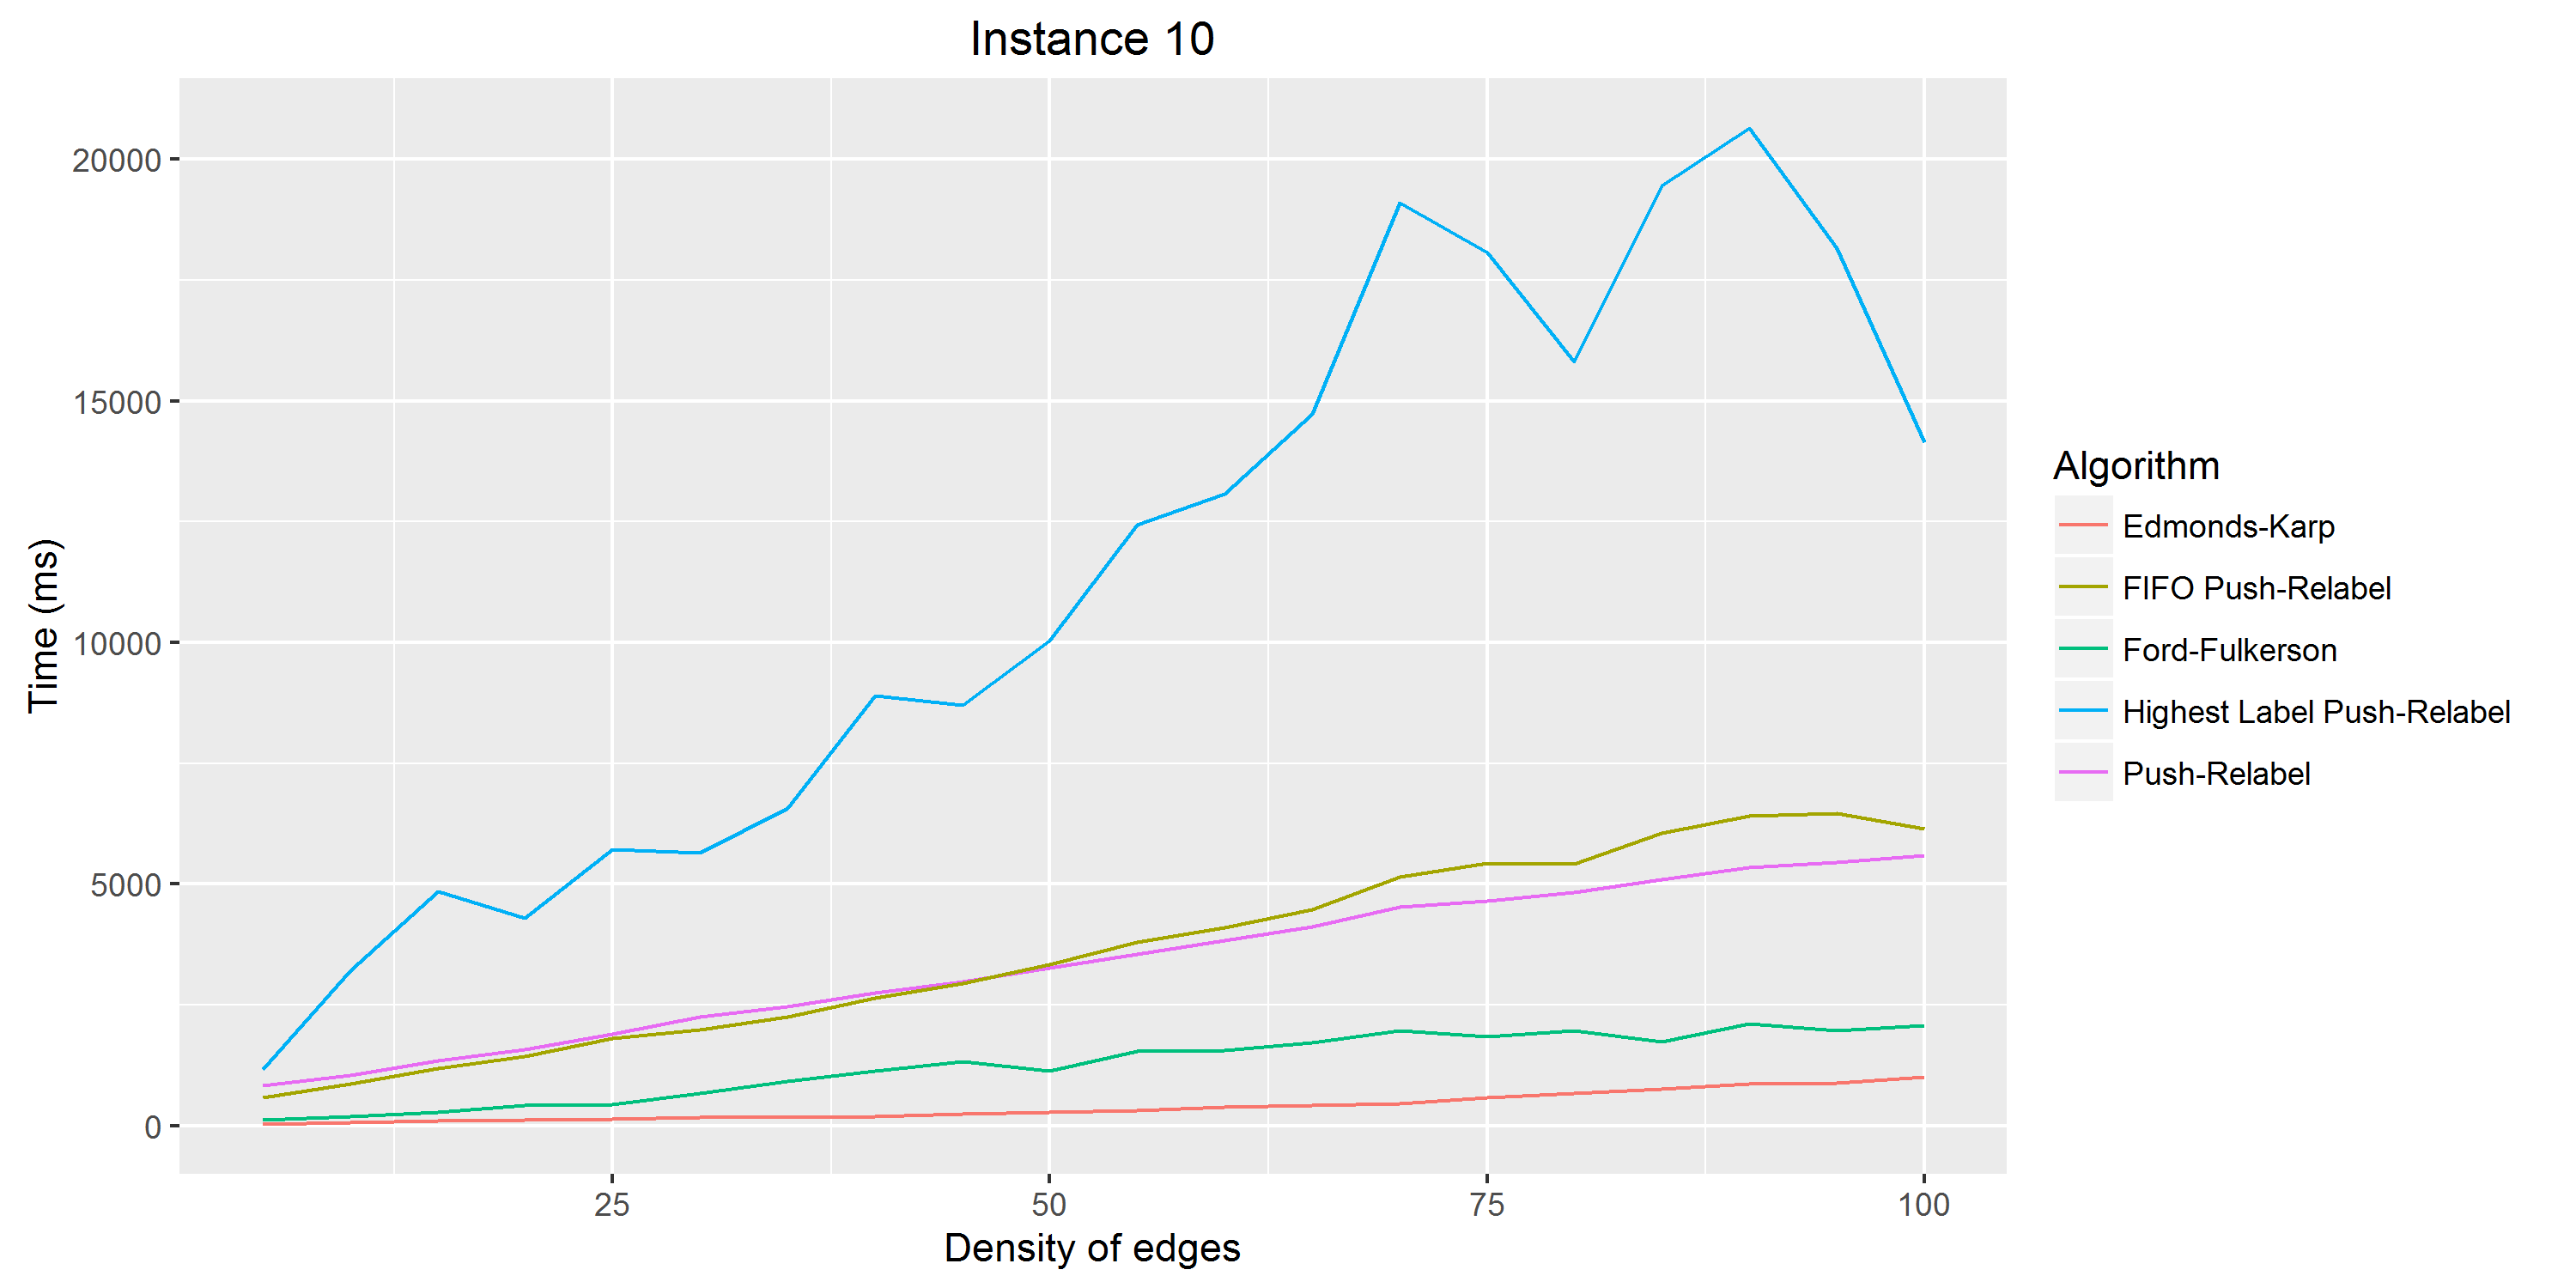 Instance 10
Time (ms)
20000
15000
10000
5000
0
25 50 75 100
Density of edges
Algorithm
Edmonds-Karp
FIFO Push-Relabel
Ford-Fulkerson
Highest Label Push-Relabel
Push-Relabel